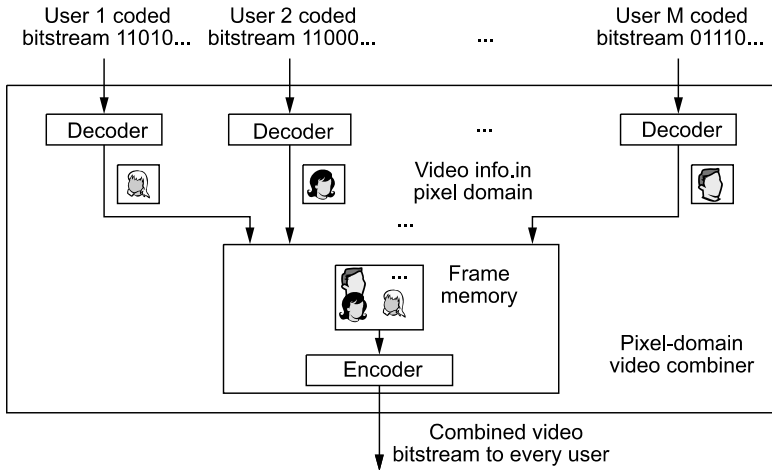 User 1 coded
bitstream 11010...
User 2 coded
bitstream 11000...
...
User M coded
bitstream 01110...
Decoder
Decoder
...
Decoder
Video info.in
pixel domain
...
...
Frame
memory
Encoder
Pixel-domain
video combiner
Combined video
bitstream to every user